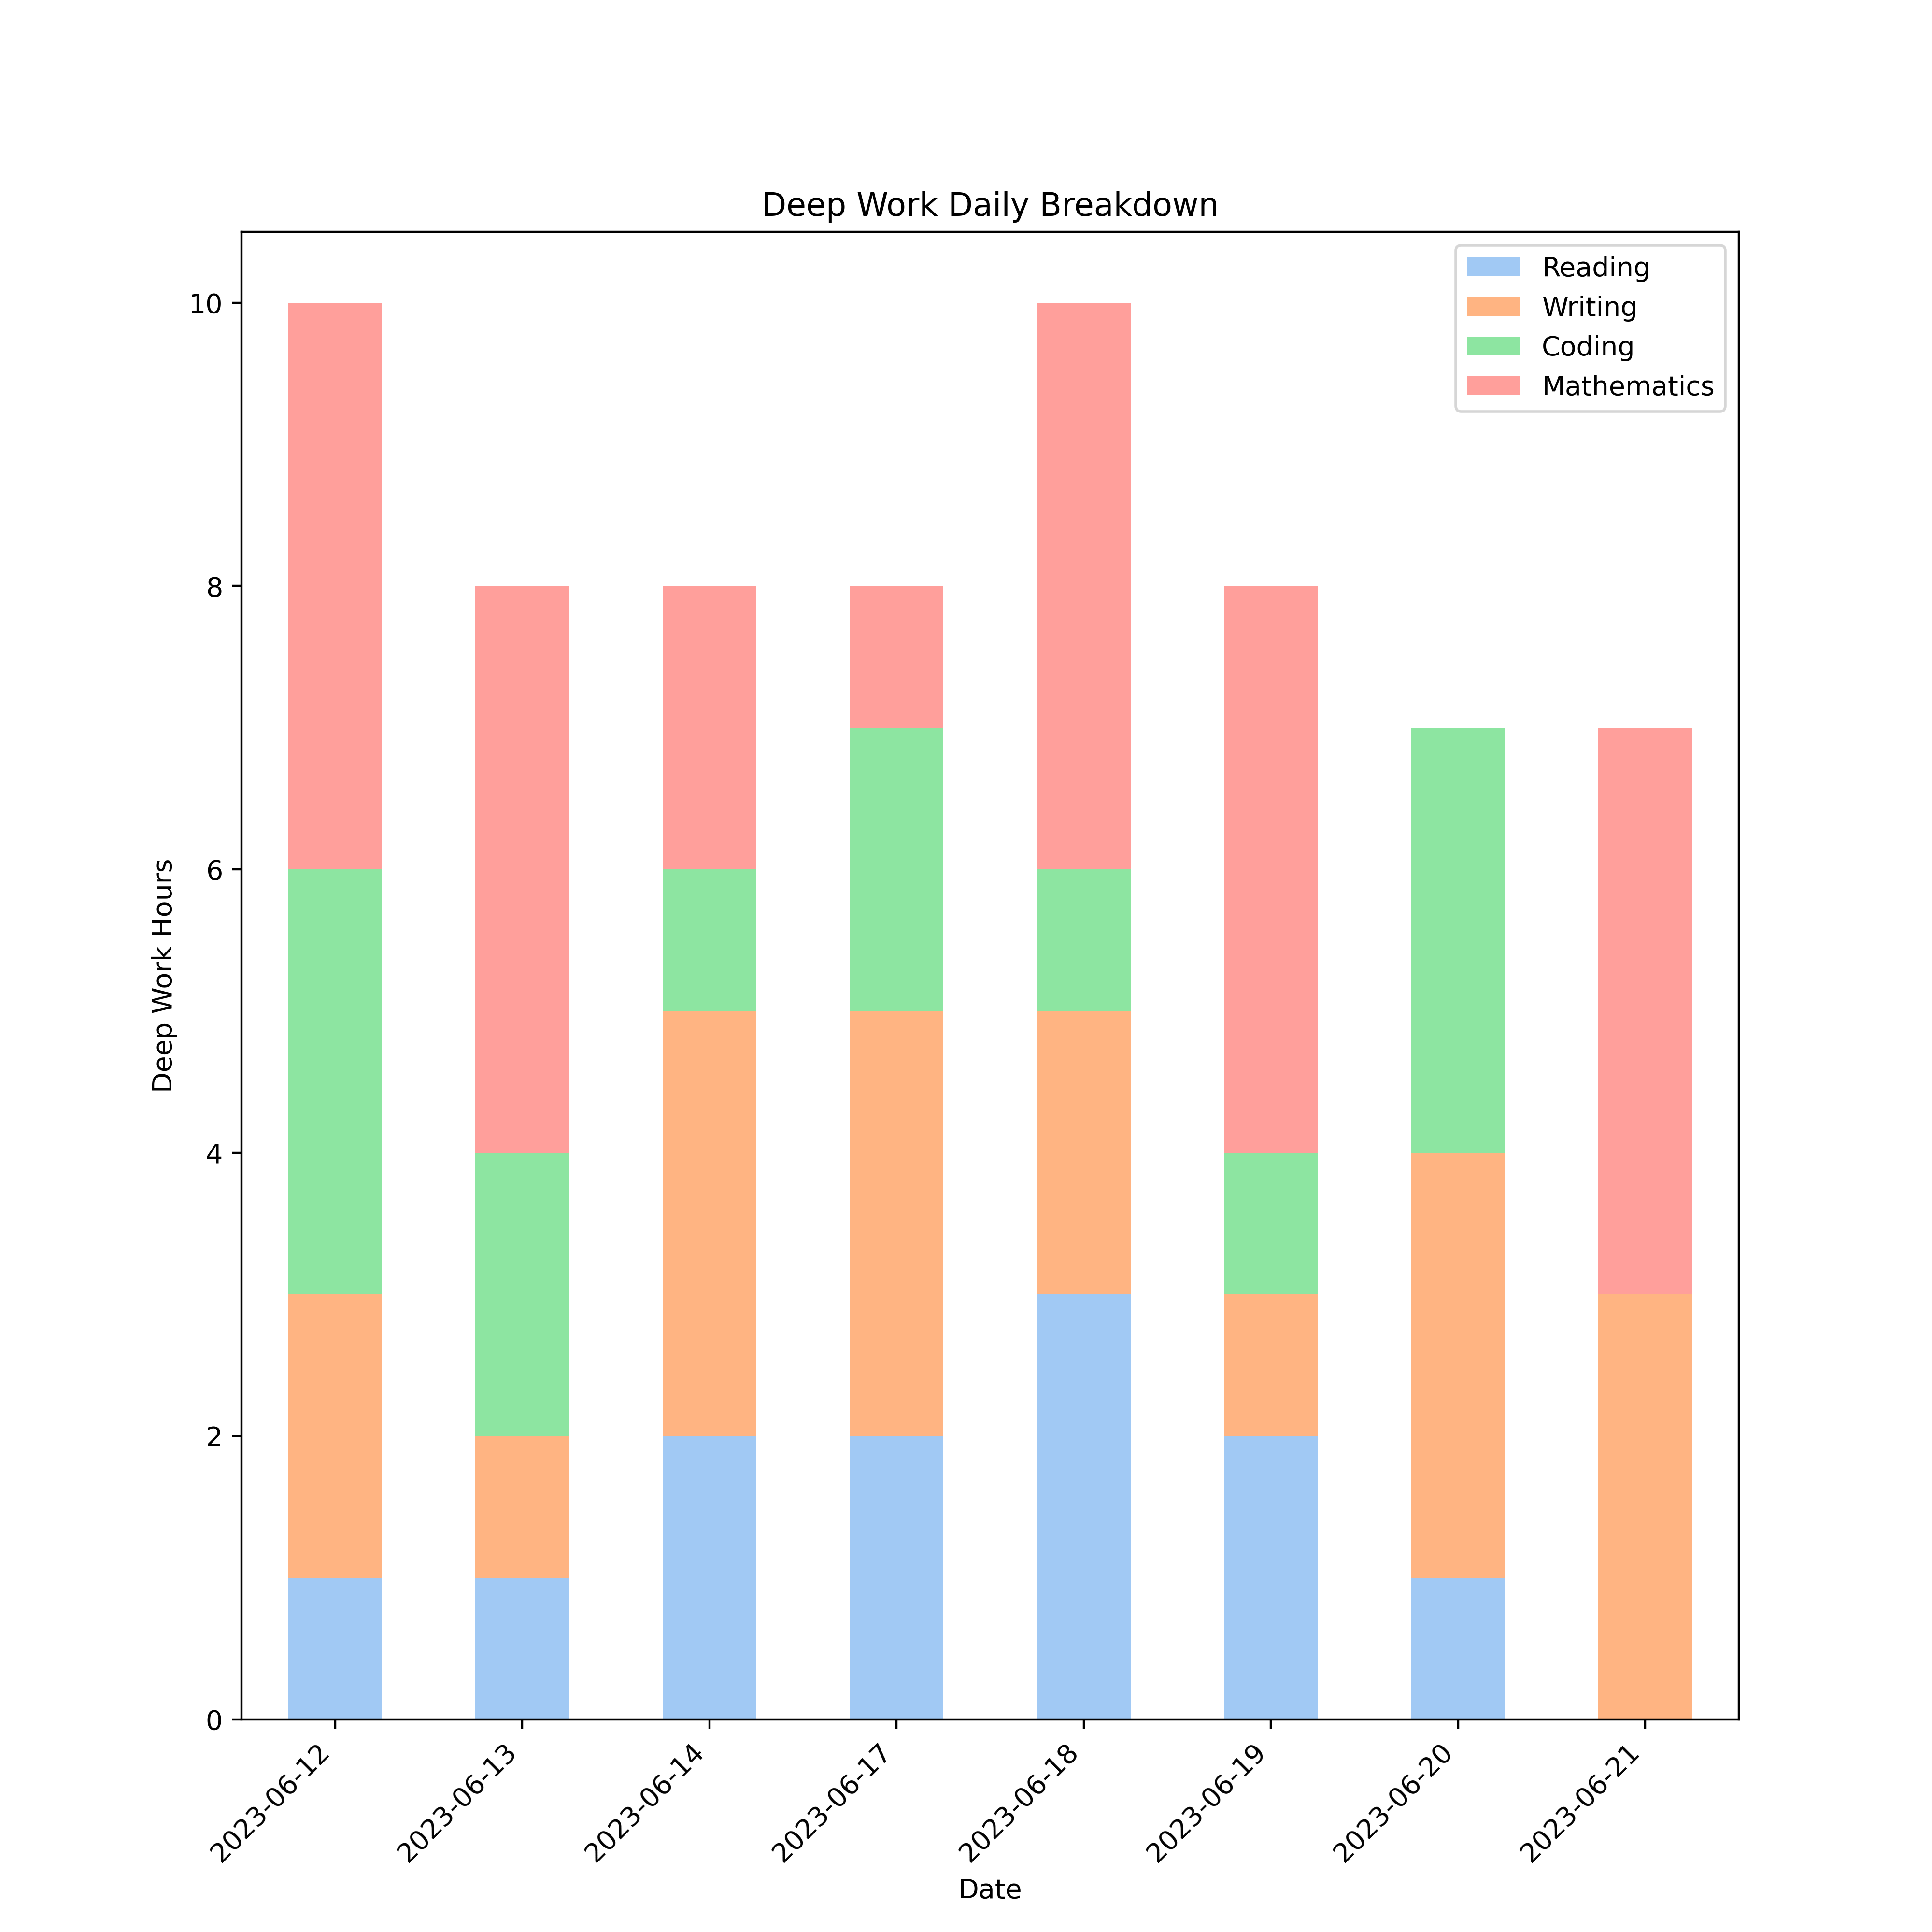 Deep Work Daily Breakdown
Reading
Writing
Coding
Mathematics
10
8
6
4
2
0
Deep Work Hours
2023-06-12
2023-06-13
2023-06-14
2023-06-17
2023-06-18
2023-06-19
2023-06-20
2023-06-21
Date